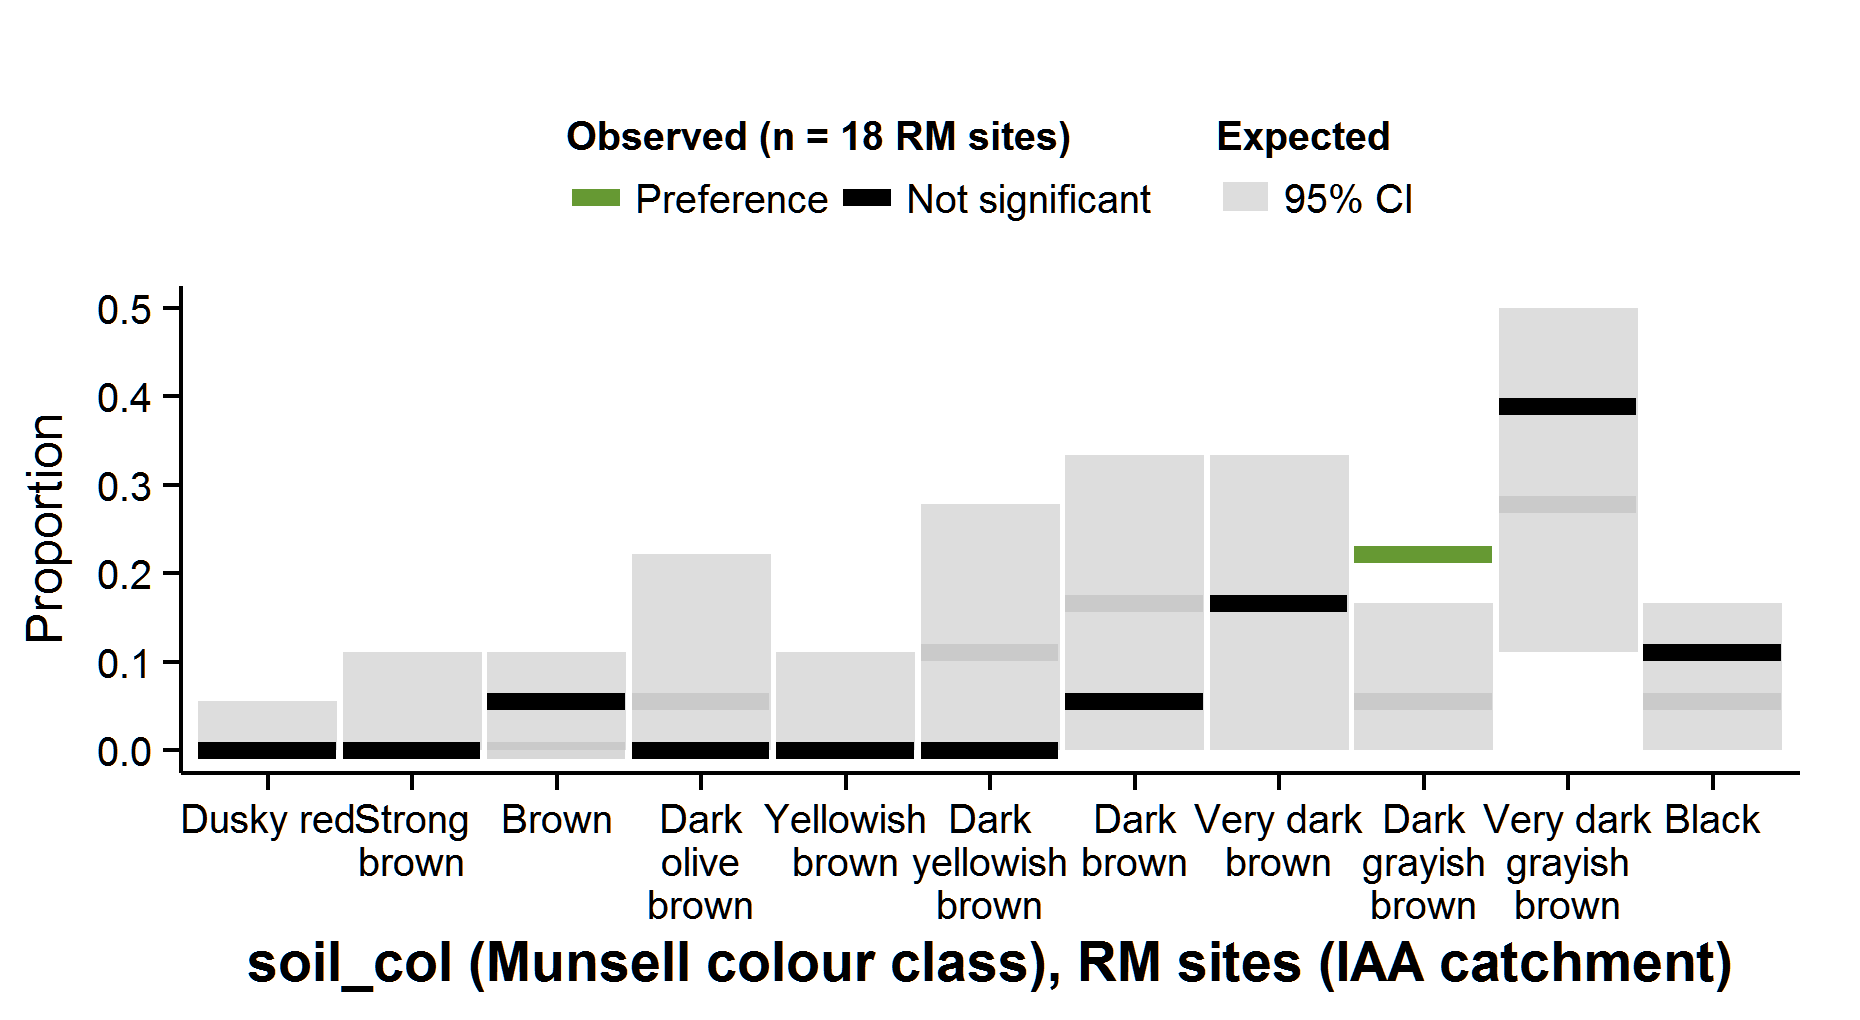 Observed (n = 18 RM sites)
Preference
Not significant
Expected
95% CI
Proportion
0.5
0.4
0.3
0.2
0.1
0.0
Dusky red
Strong
brown
Brown
Dark
olive
brown
Yellowish
brown
Dark
yellowish
brown
Dark
brown
Very dark
brown
Dark
grayish
brown
Very dark
grayish
brown
Black
soil_col (Munsell colour class), RM sites (IAA catchment)